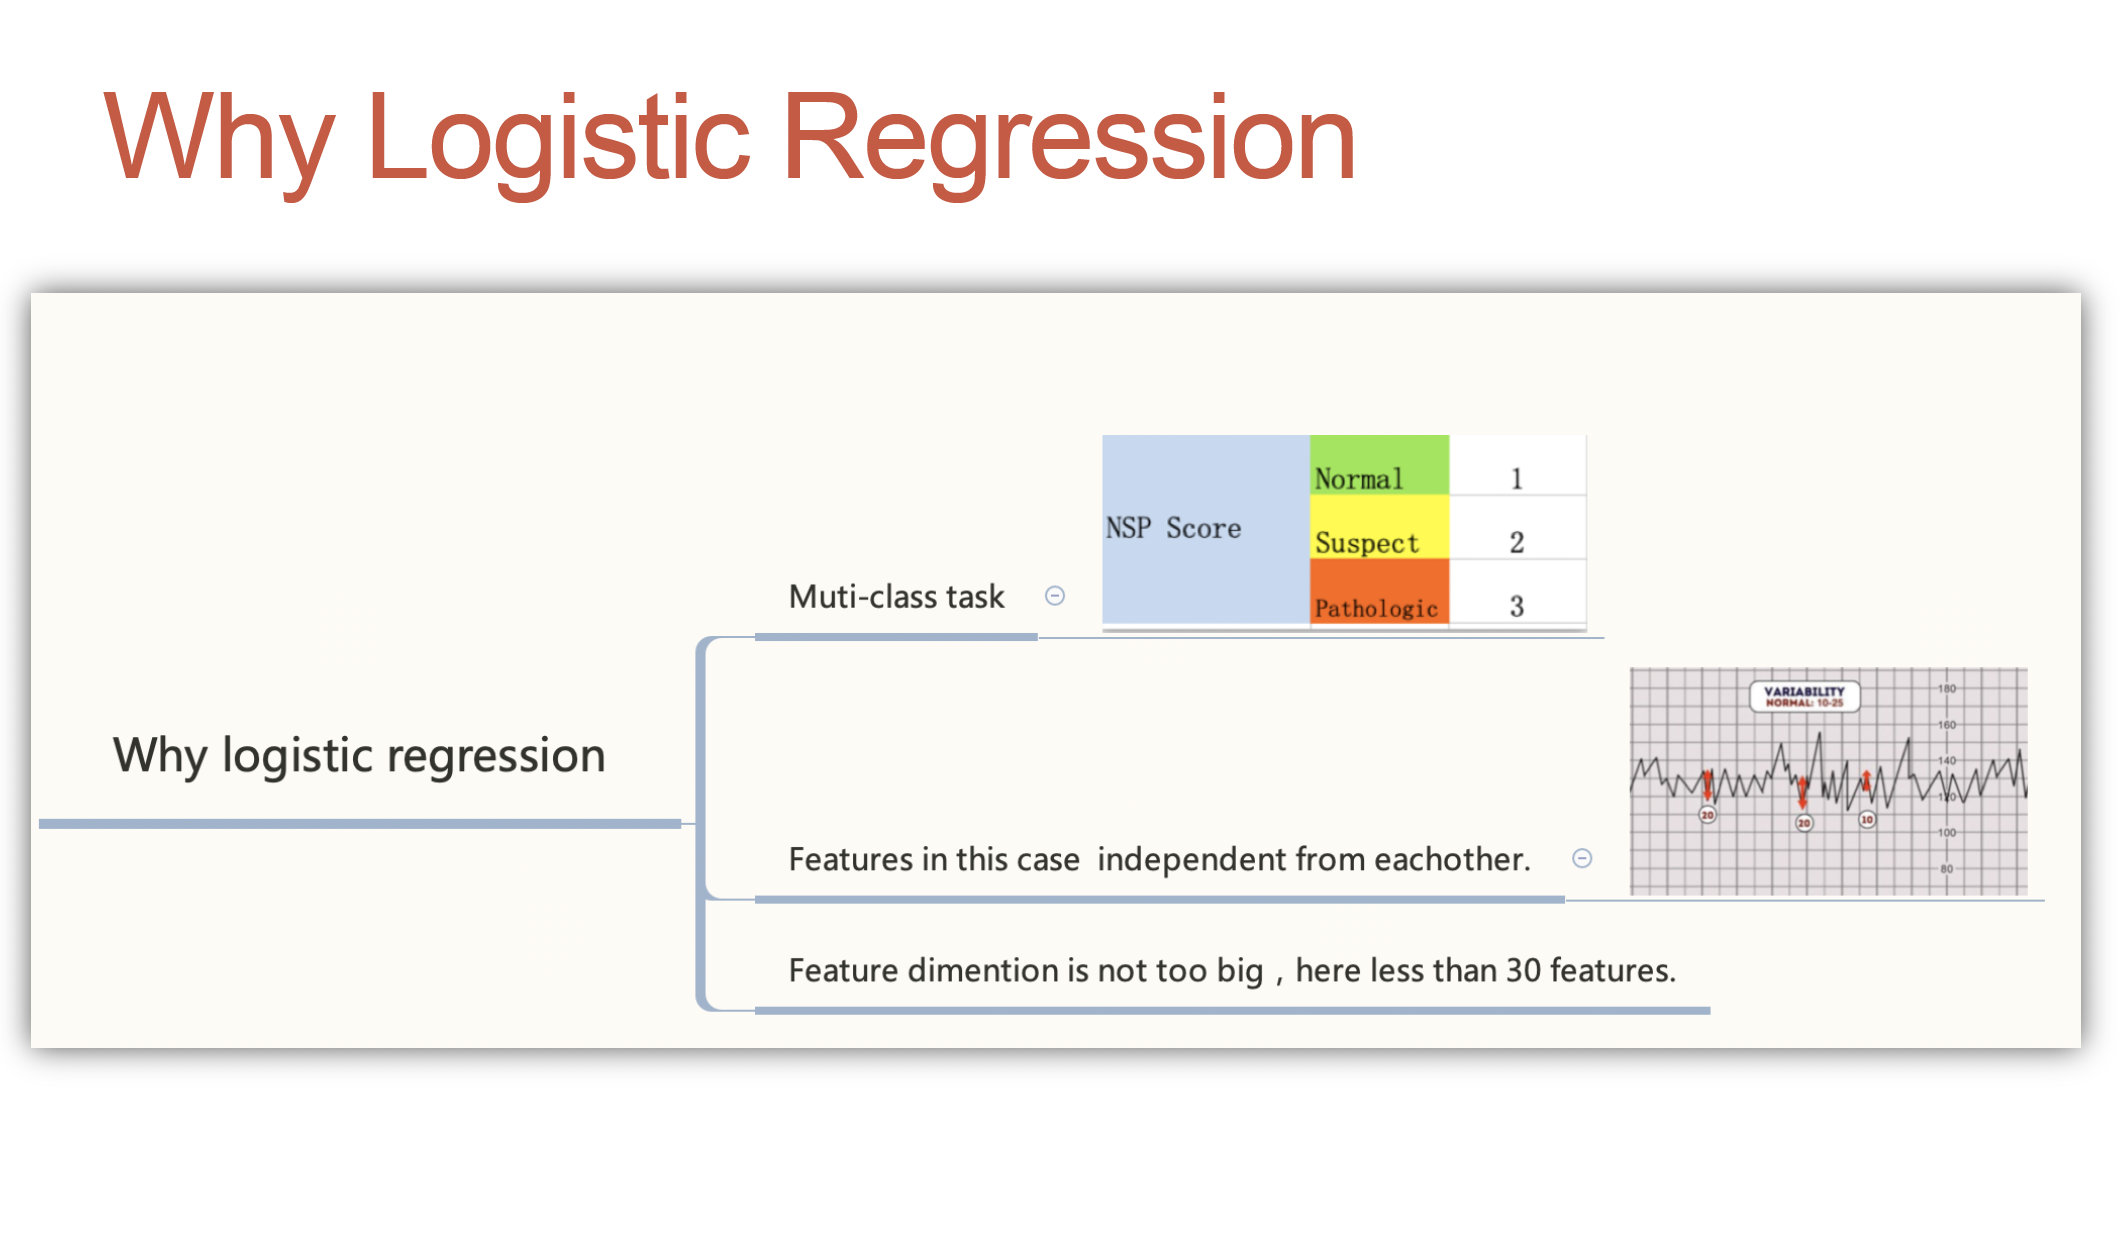 Why Logistic Regression
Why logistic regression
Muti-class task
NSP Score
Normal 1
Suspect 2
Pathologic 3
Features in this case  independent from eachother.
VARIABILITY
NORMAL: 10-25
180
160
140
120
100
80
20
20
10
Feature dimention is not too big , here less than 30 features.